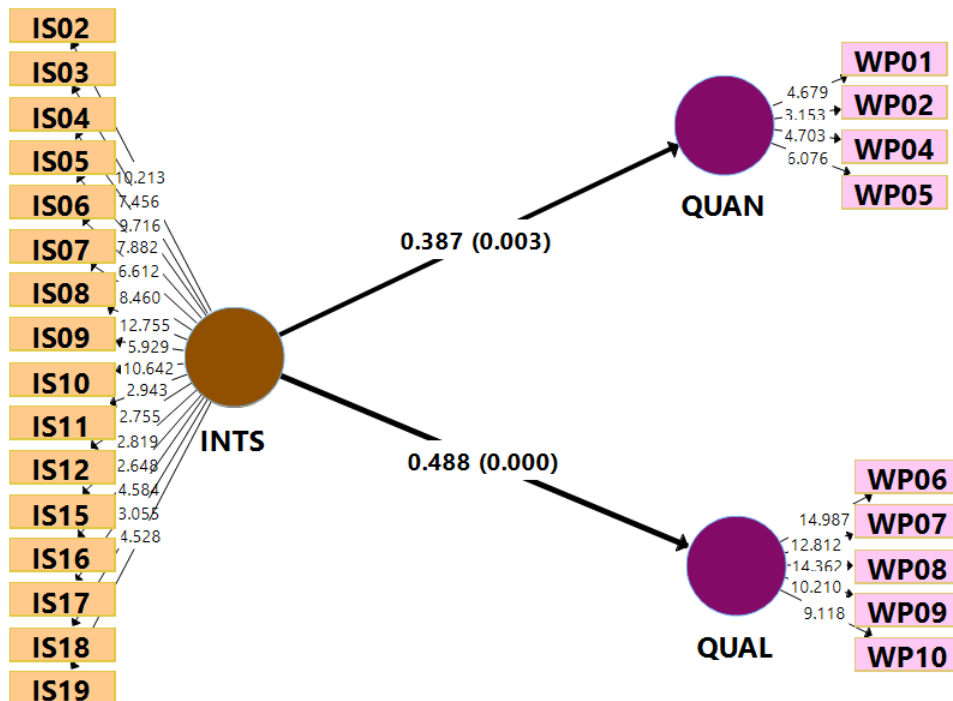 IS02
IS03
IS04
IS05
IS06
IS07
IS08
IS09
IS10
IS11
IS12
IS15
IS16
IS17
IS18
IS19
10.213
7.456
9.716
7.882
6.612
8.460
12.755
5.929
10.642
2.943
2.755
2.819
2.648
4.584
3.055
4.528
INTS
0.387 (0.003)
0.488 (0.000)
QUAN
4.679
3.153
4.703
6.076
WP01
WP02
WP04
WP05
QUAL
14.987
12.812
14.362
10.210
9.118
WP06
WP07
WP08
WP09
WP10